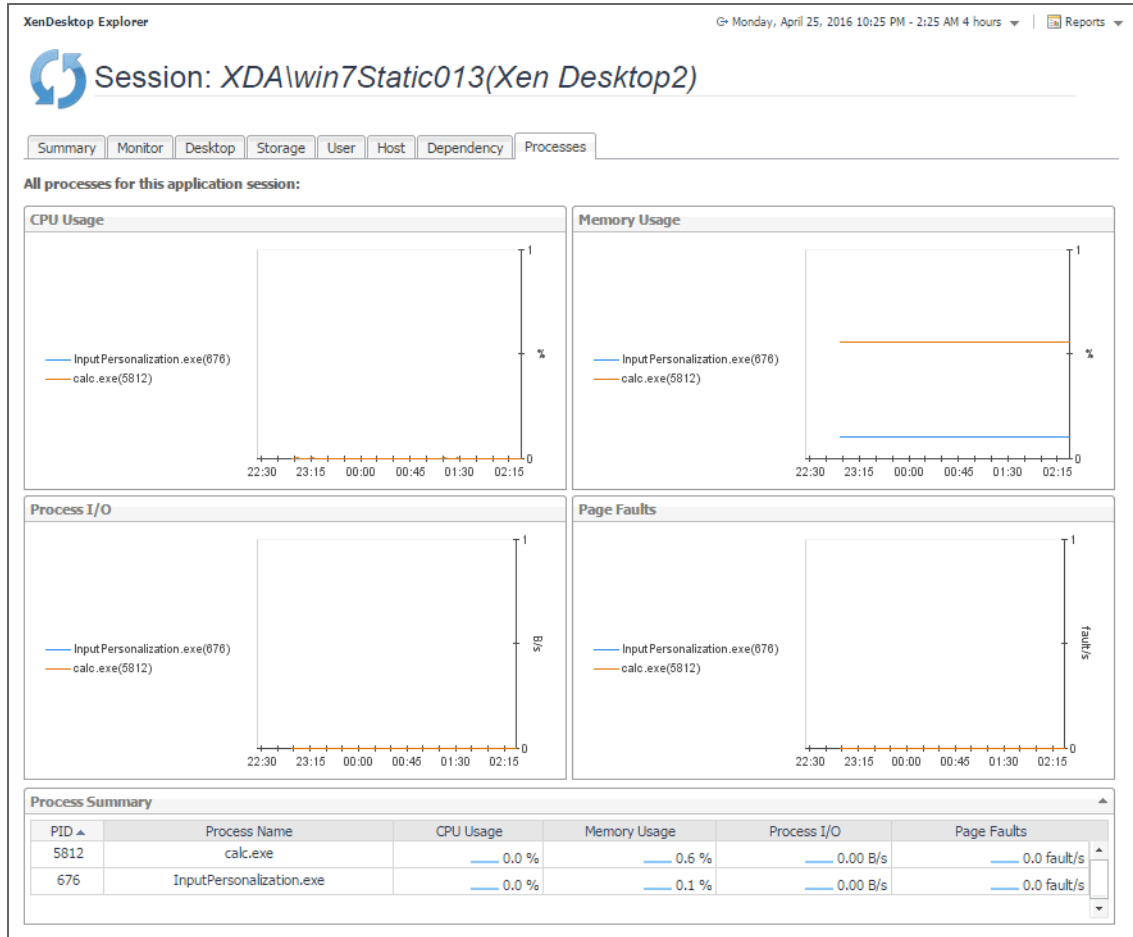 XenDesktop Explorer
Monday, April 25, 2016 10:25 PM - 2:25 AM 4 hours Reports
Session: XDA\win7Static013(Xen Desktop2)
Summary Monitor Desktop Storage User Host Dependency Processes
All processes for this application session:
CPU Usage
1
%
InputPersonalization.exe(676)
calc.exe(5812)
0
22:30 23:15 00:00 00:45 01:30 02:15
Memory Usage
1
%
InputPersonalization.exe(676)
calc.exe(5812)
0
22:30 23:15 00:00 00:45 01:30 02:15
Process I/O
1
B/s
InputPersonalization.exe(676)
calc.exe(5812)
0
22:30 23:15 00:00 00:45 01:30 02:15
Page Faults
1
fault/s
InputPersonalization.exe(676)
calc.exe(5812)
0
22:30 23:15 00:00 00:45 01:30 02:15
Process Summary
PID Process Name CPU Usage Memory Usage Process I/O Page Faults
5812 calc.exe 0.0 % 0.6 % 0.00 B/s 0.0 fault/s
676 InputPersonalization.exe 0.0 % 0.1 % 0.00 B/s 0.0 fault/s